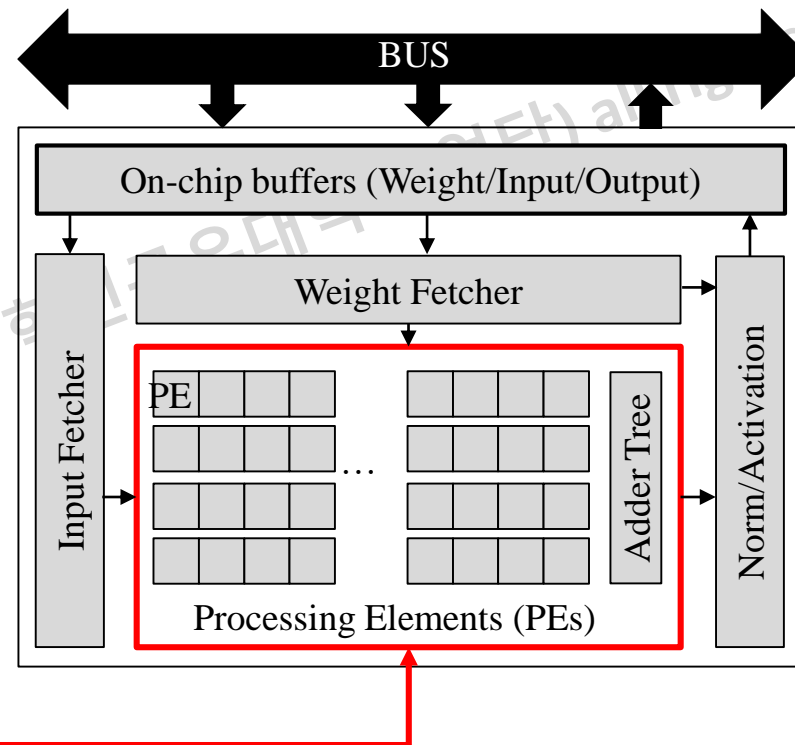 BUS
On-chip buffers (Weight/Input/Output)
Weight Fetcher
Input Fetcher
PE
...
Adder Tree
Norm/Activation
Processing Elements (PEs)